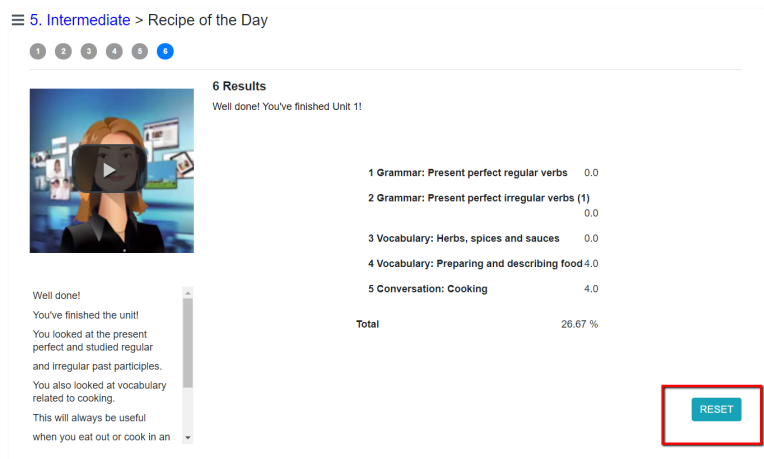 5. Intermediate > Recipe of the Day
1 2 3 4 5 6
6 Results
Well done! You've finished Unit 1!
1 Grammar: Present perfect regular verbs 0.0
2 Grammar: Present perfect irregular verbs (1)
0.0
3 Vocabulary: Herbs, spices and sauces 0.0
4 Vocabulary: Preparing and describing food 4.0
5 Conversation: Cooking 4.0
Total 26.67 %
Well done!
You've finished the unit!
You looked at the present
perfect and studied regular
and irregular past participles.
You also looked at vocabulary
related to cooking.
This will always be useful
when you eat out or cook in an
RESET